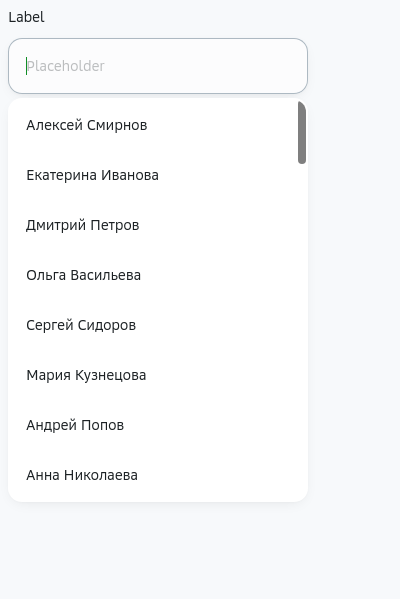 Label
Placeholder
Алексей Смирнов
Екатерина Иванова
Дмитрий Петров
Ольга Васильева
Сергей Сидоров
Мария Кузнецова
Андрей Попов
Анна Николаева